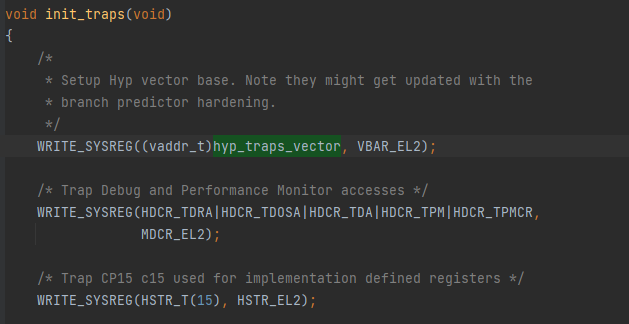 void init_traps(void)
{
    /*
     * Setup Hyp vector base. Note they might get updated with the
     * branch predictor hardening.
     */
    WRITE_SYSREG((vaddr_t)hyp_traps_vector, VBAR_EL2);

    /* Trap Debug and Performance Monitor accesses */
    WRITE_SYSREG(HDCR_TDRA|HDCR_TDOSA|HDCR_TDA|HDCR_TPM|HDCR_TPMCR,
                 MDCR_EL2);

    /* Trap CP15 c15 used for implementation defined registers */
    WRITE_SYSREG(HSTR_T(15), HSTR_EL2);